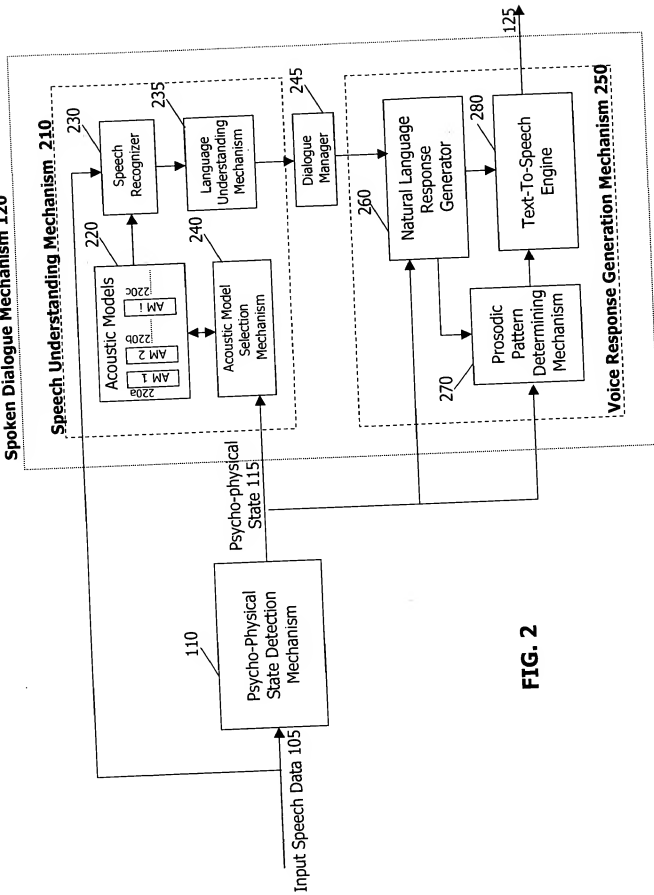 Spoken Dialogue Mechanism 120
Speech Understanding Mechanism 210
220
Acoustic Models
AM 1
220a
AM 2
220b
AM i
220c
230
Speech
Recognizer
235
Language
Understanding
Mechanism
240
Acoustic Model
Selection
Mechanism
245
Dialogue
Manager
Input Speech Data 105
110
Psycho-Physical
State Detection
Mechanism
Psycho-physical
State 115
260
Natural Language
Response
Generator
270
Prosodic
Pattern
Determining
Mechanism
280
Text-To-Speech
Engine
125
Voice Response Generation Mechanism 250
FIG. 2